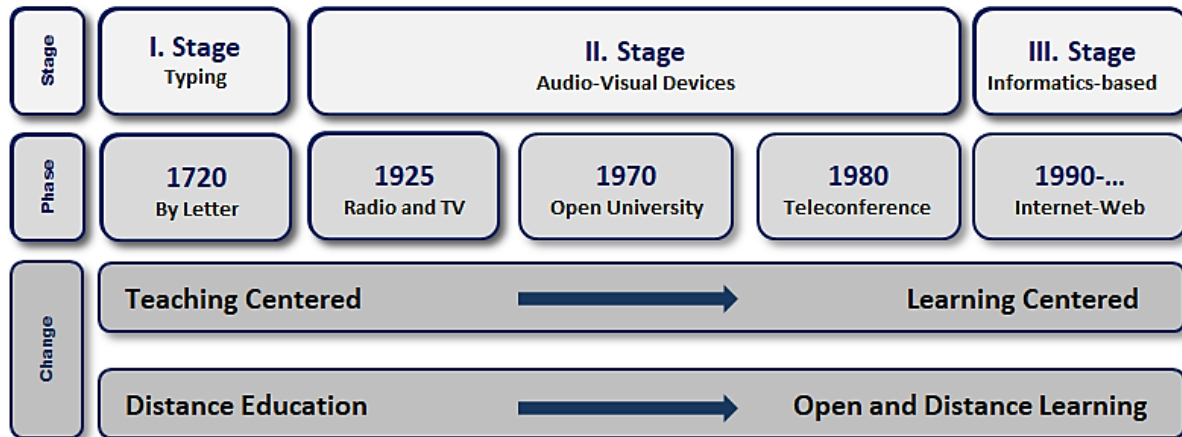 Stage
I. Stage
Typing
II. Stage
Audio-Visual Devices
III. Stage
Informatics-based
Phase
1720
By Letter
1925
Radio and TV
1970
Open University
1980
Teleconference
1990-...
Internet-Web
Change
Teaching Centered
Learning Centered
Distance Education
Open and Distance Learning